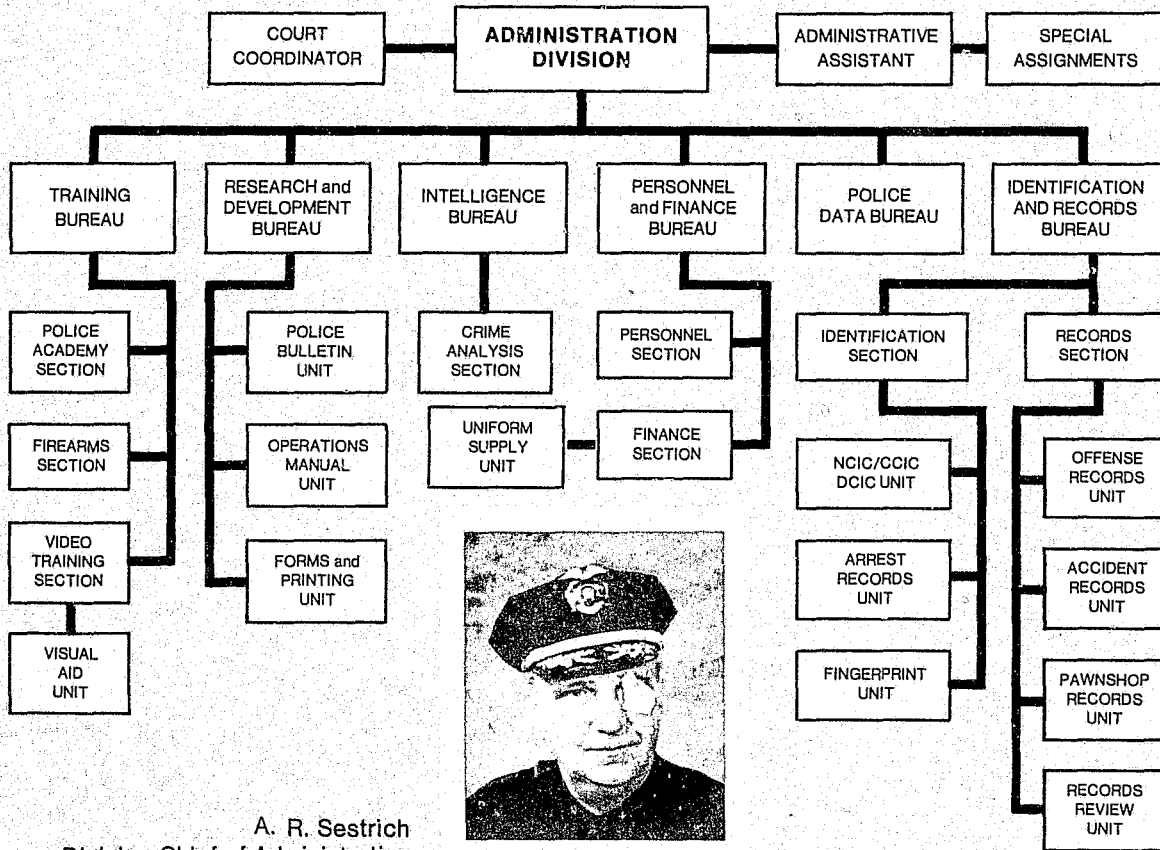 COURT
COORDINATOR
ADMINISTRATION
DIVISION
ADMINISTRATIVE
ASSISTANT
SPECIAL
ASSIGNMENTS
TRAINING
BUREAU
RESEARCH and
DEVELOPMENT
BUREAU
INTELLIGENCE
BUREAU
PERSONNEL
and FINANCE
BUREAU
POLICE
DATA BUREAU
IDENTIFICATION
AND RECORDS
BUREAU
POLICE
ACADEMY
SECTION
POLICE
BULLETIN
UNIT
CRIME
ANALYSIS
SECTION
PERSONNEL
SECTION
IDENTIFICATION
SECTION
RECORDS
SECTION
FIREARMS
SECTION
OPERATIONS
MANUAL
UNIT
UNIFORM
SUPPLY
UNIT
FINANCE
SECTION
NCIC/CCIC
DCIC UNIT
OFFENSE
RECORDS
UNIT
VIDEO
TRAINING
SECTION
FORMS and
PRINTING
UNIT
ARREST
RECORDS
UNIT
ACCIDENT
RECORDS
UNIT
VISUAL
AID
UNIT
FINGERPRINT
UNIT
PAWNSHOP
RECORDS
UNIT
RECORDS
REVIEW
UNIT
A. R. Sestrich